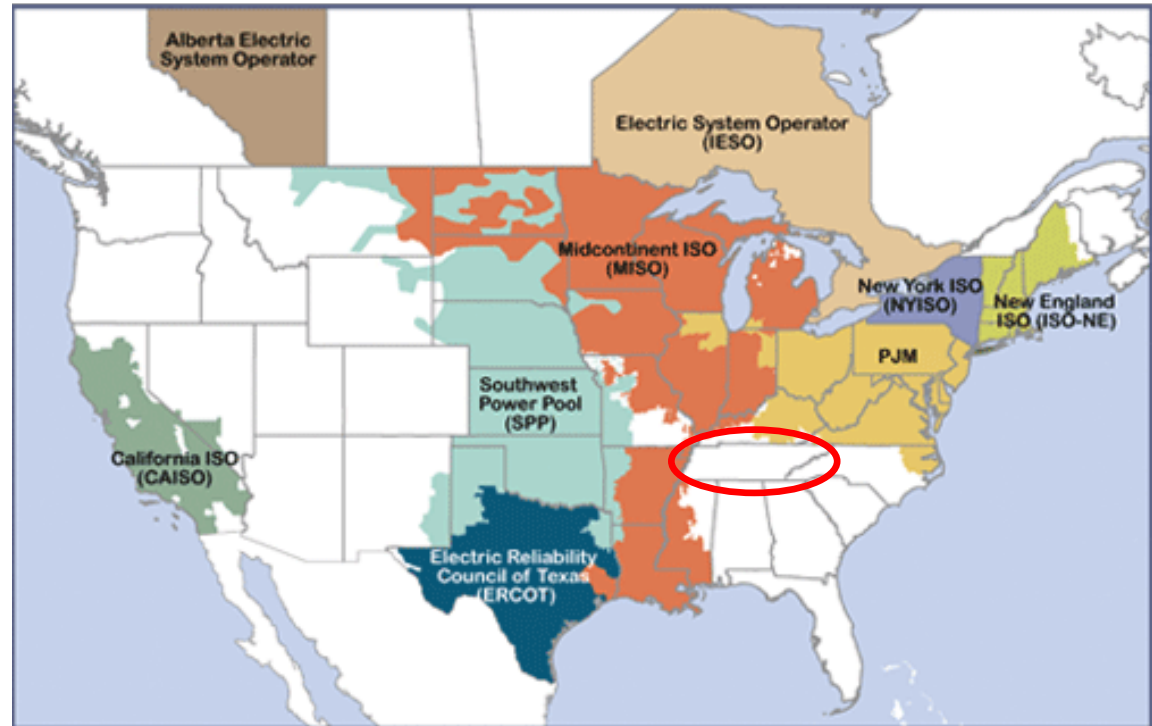 Alberta Electric
System Operator
Electric System Operator
(IESO)
Midcontinent ISO
(MISO)
New York ISO
(NYISO)
New England
ISO (ISO-NE)
PJM
Southwest
Power Pool
(SPP)
California ISO
(CAISO)
Electric Reliability
Council of Texas
(ERCOT)